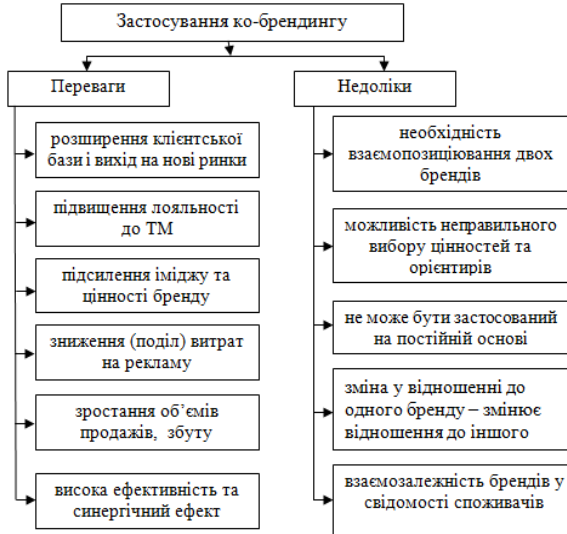 Застосування ко-брендингу
Переваги
розширення клієнтської
бази і вихід на нові ринки
підвищення лояльності
до ТМ
підсилення іміджу та
цінності бренду
зниження (поділ) витрат
на рекламу
зростання об’ємів
продажів, збуту
висока ефективність та
синергічний ефект
Недоліки
необхідність
взаємопозиціювання двох
брендів
можливість неправильного
вибору цінностей та
орієнтирів
не може бути застосований
на постійній основі
зміна у відношенні до
одного бренду – змінює
відношення до іншого
взаємозалежність брендів у
свідомості споживачів